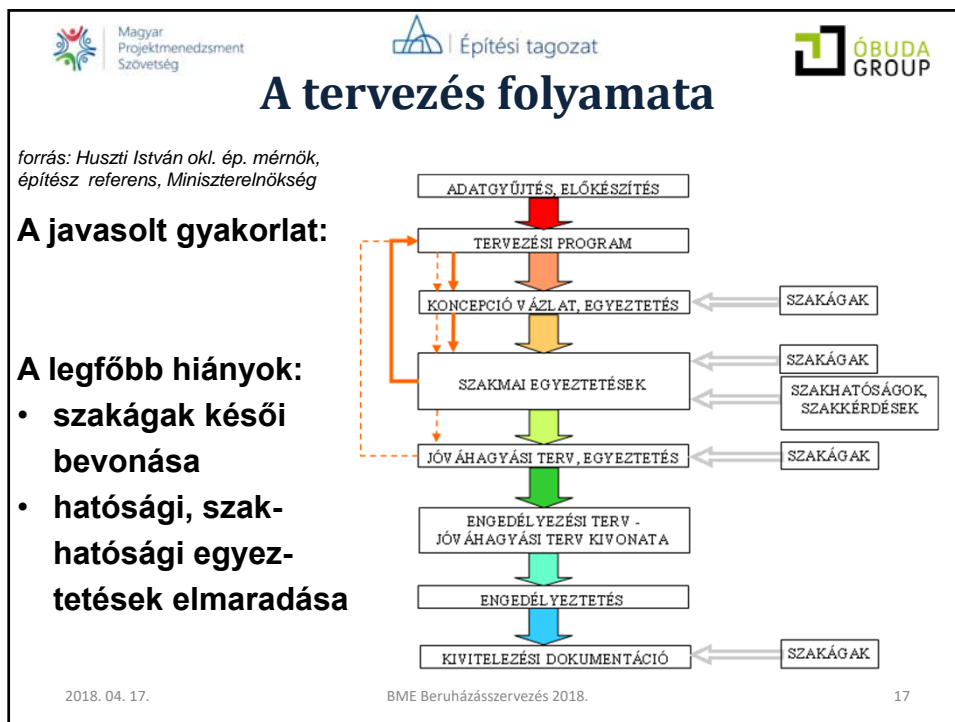 Magyar
Projektmenedzsment
Szövetség
Építési tagozat
ÓBUDA
GROUP
A tervezés folyamata
forrás: Huszti István okl. ép. mérnök,
építész referens, Miniszterelnökség
A javasolt gyakorlat:
A legfőbb hiányok:
• szakágak késői
bevonása
• hatósági, szak-
hatósági egyez-
tetések elmaradása
ADATGYŰJTÉS, ELŐKÉSZÍTÉS
TERVEZÉSI PROGRAM
KONCEPCIÓ VÁZLAT, EGYEZTETÉS
SZAKÁGAK
SZAKMAI EGYEZTETÉSEK
SZAKÁGAK
SZAKHATÓSÁGOK,
SZAKKÉRDÉSEK
JÓVÁHAGYÁSI TERV, EGYEZTETÉS
SZAKÁGAK
ENGEDÉLYEZÉSI TERV -
JÓVÁHAGYÁSI TERV KIVONATA
ENGEDÉLYEZTETÉS
KIVITELEZÉSI DOKUMENTÁCIÓ
SZAKÁGAK
2018. 04. 17.
BME Beruházásszervezés 2018.
17